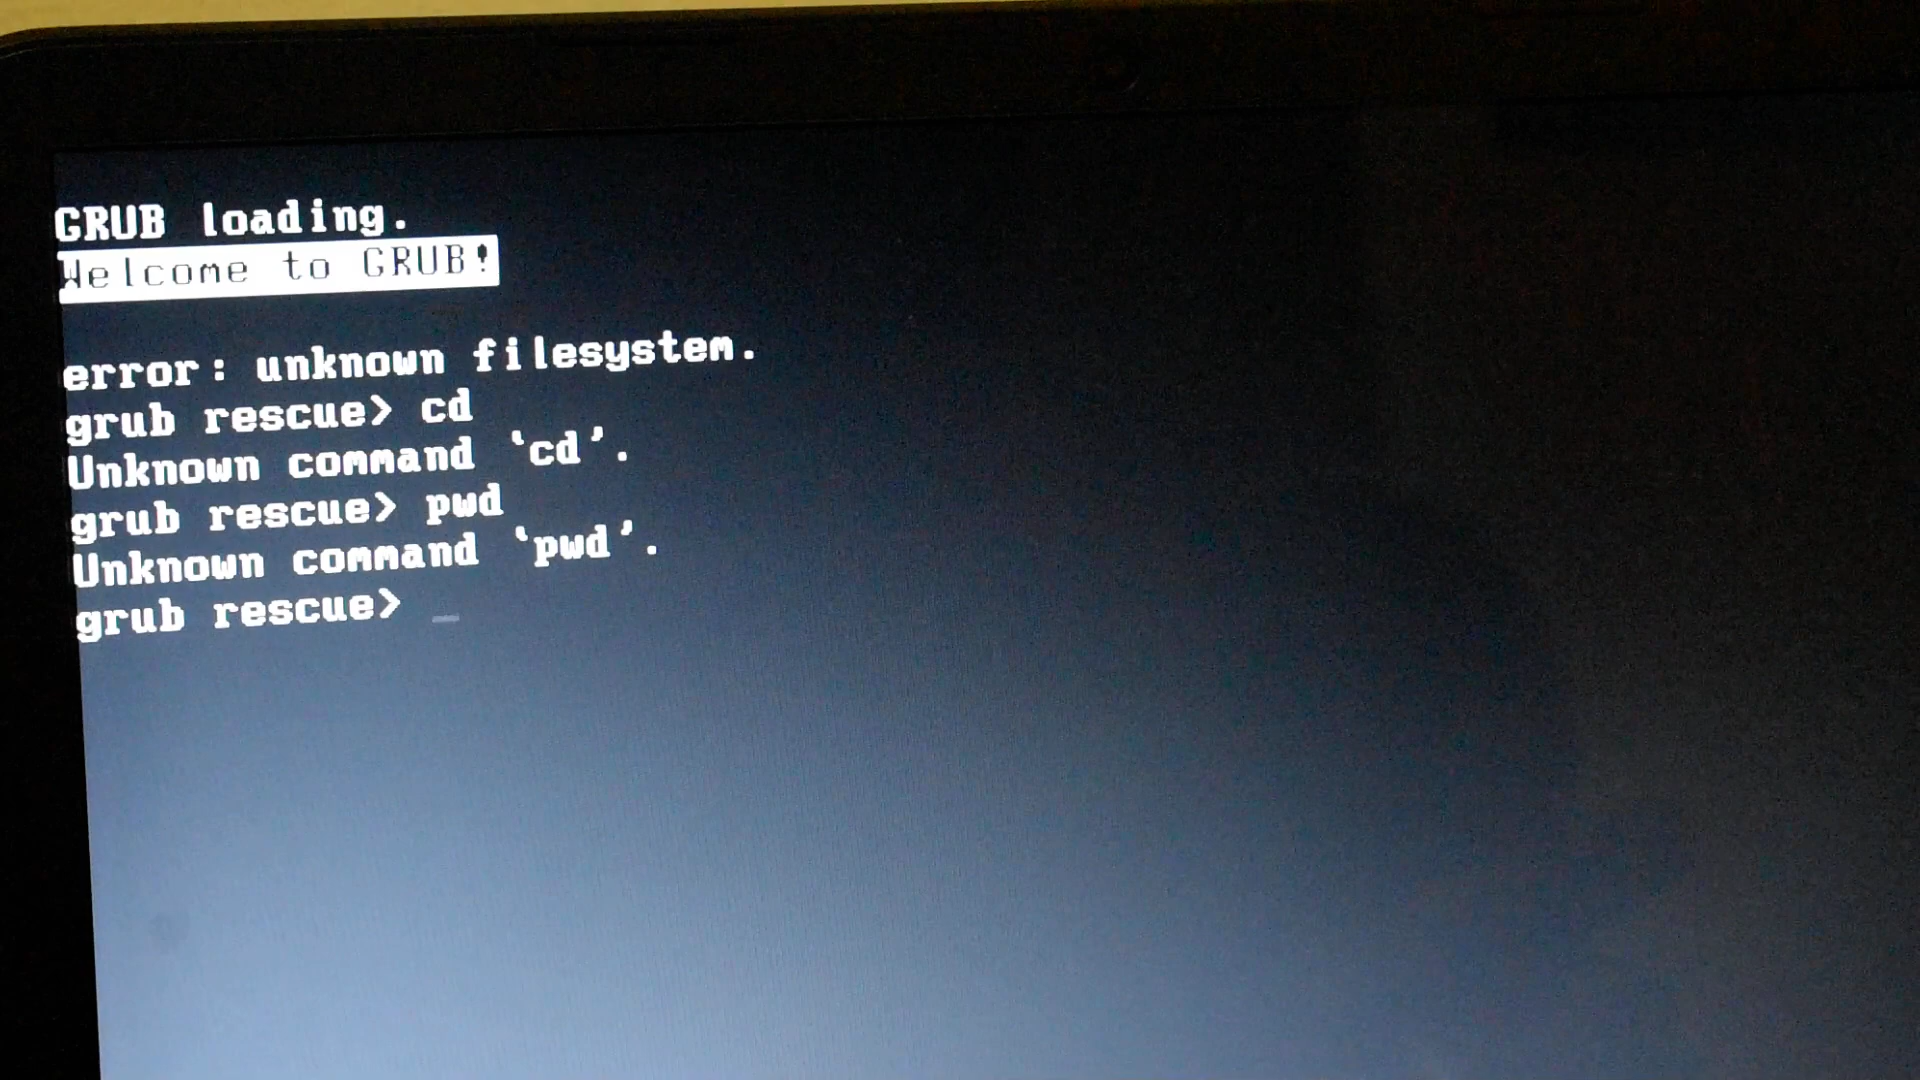 GRUB loading.
Welcome to GRUB!
error: unknown filesystem.
grub rescue> cd
Unknown command `cd'.
grub rescue> pwd
Unknown command `pwd'.
grub rescue> _